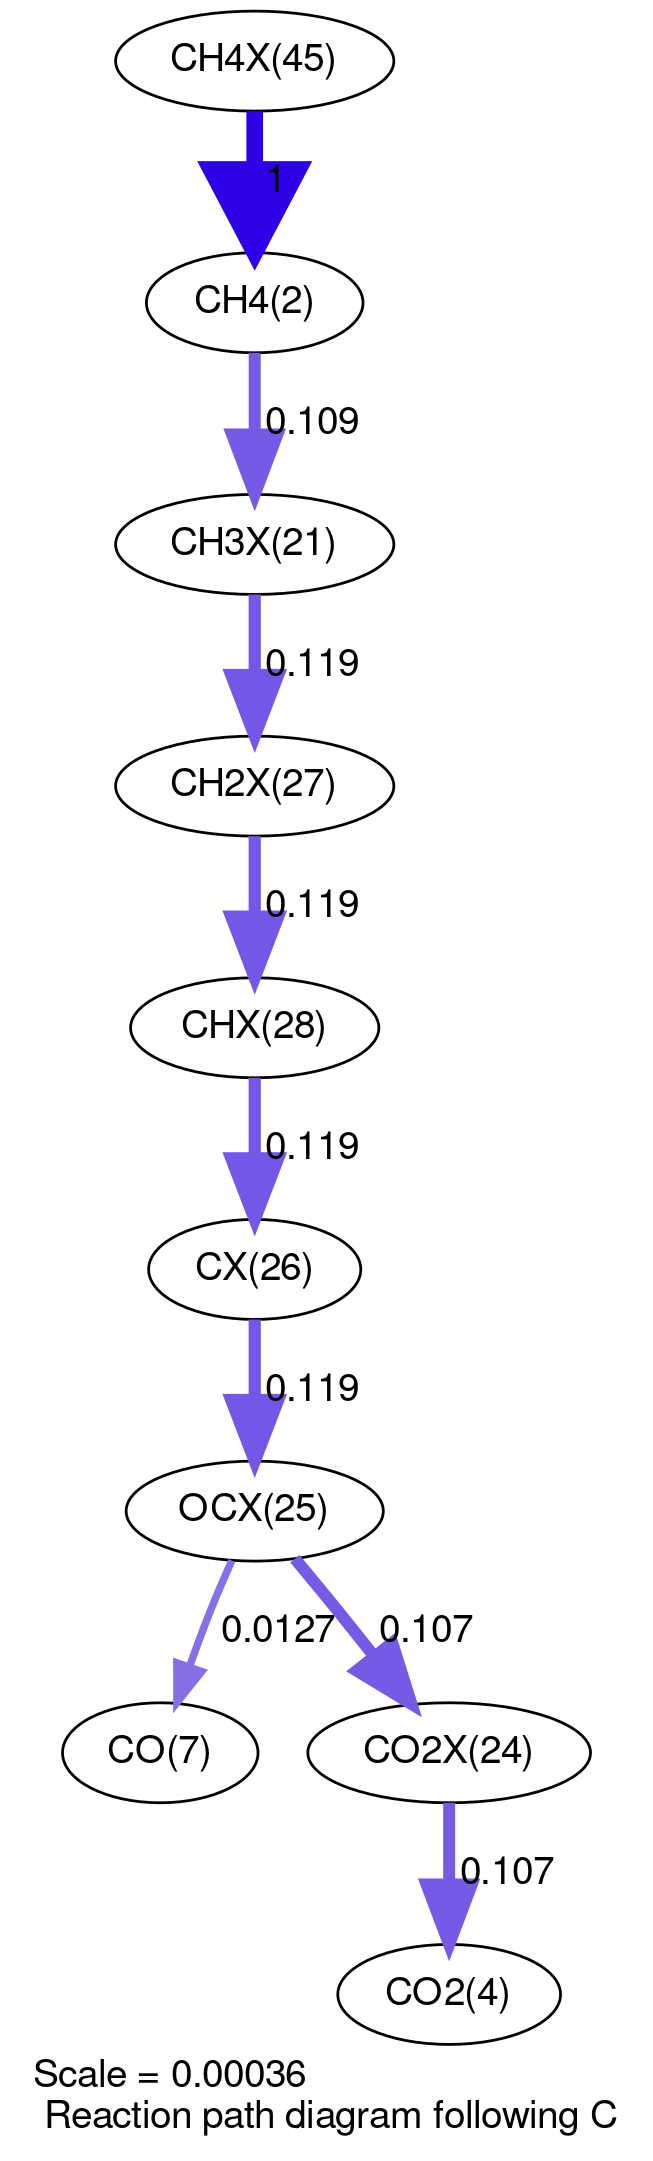 CH4X(45)
1
CH4(2)
0.109
CH3X(21)
0.119
CH2X(27)
0.119
CHX(28)
0.119
CX(26)
0.119
OCX(25)
0.0127
0.107
CO(7)
CO2X(24)
0.107
CO2(4)
Scale = 0.00036
Reaction path diagram following C